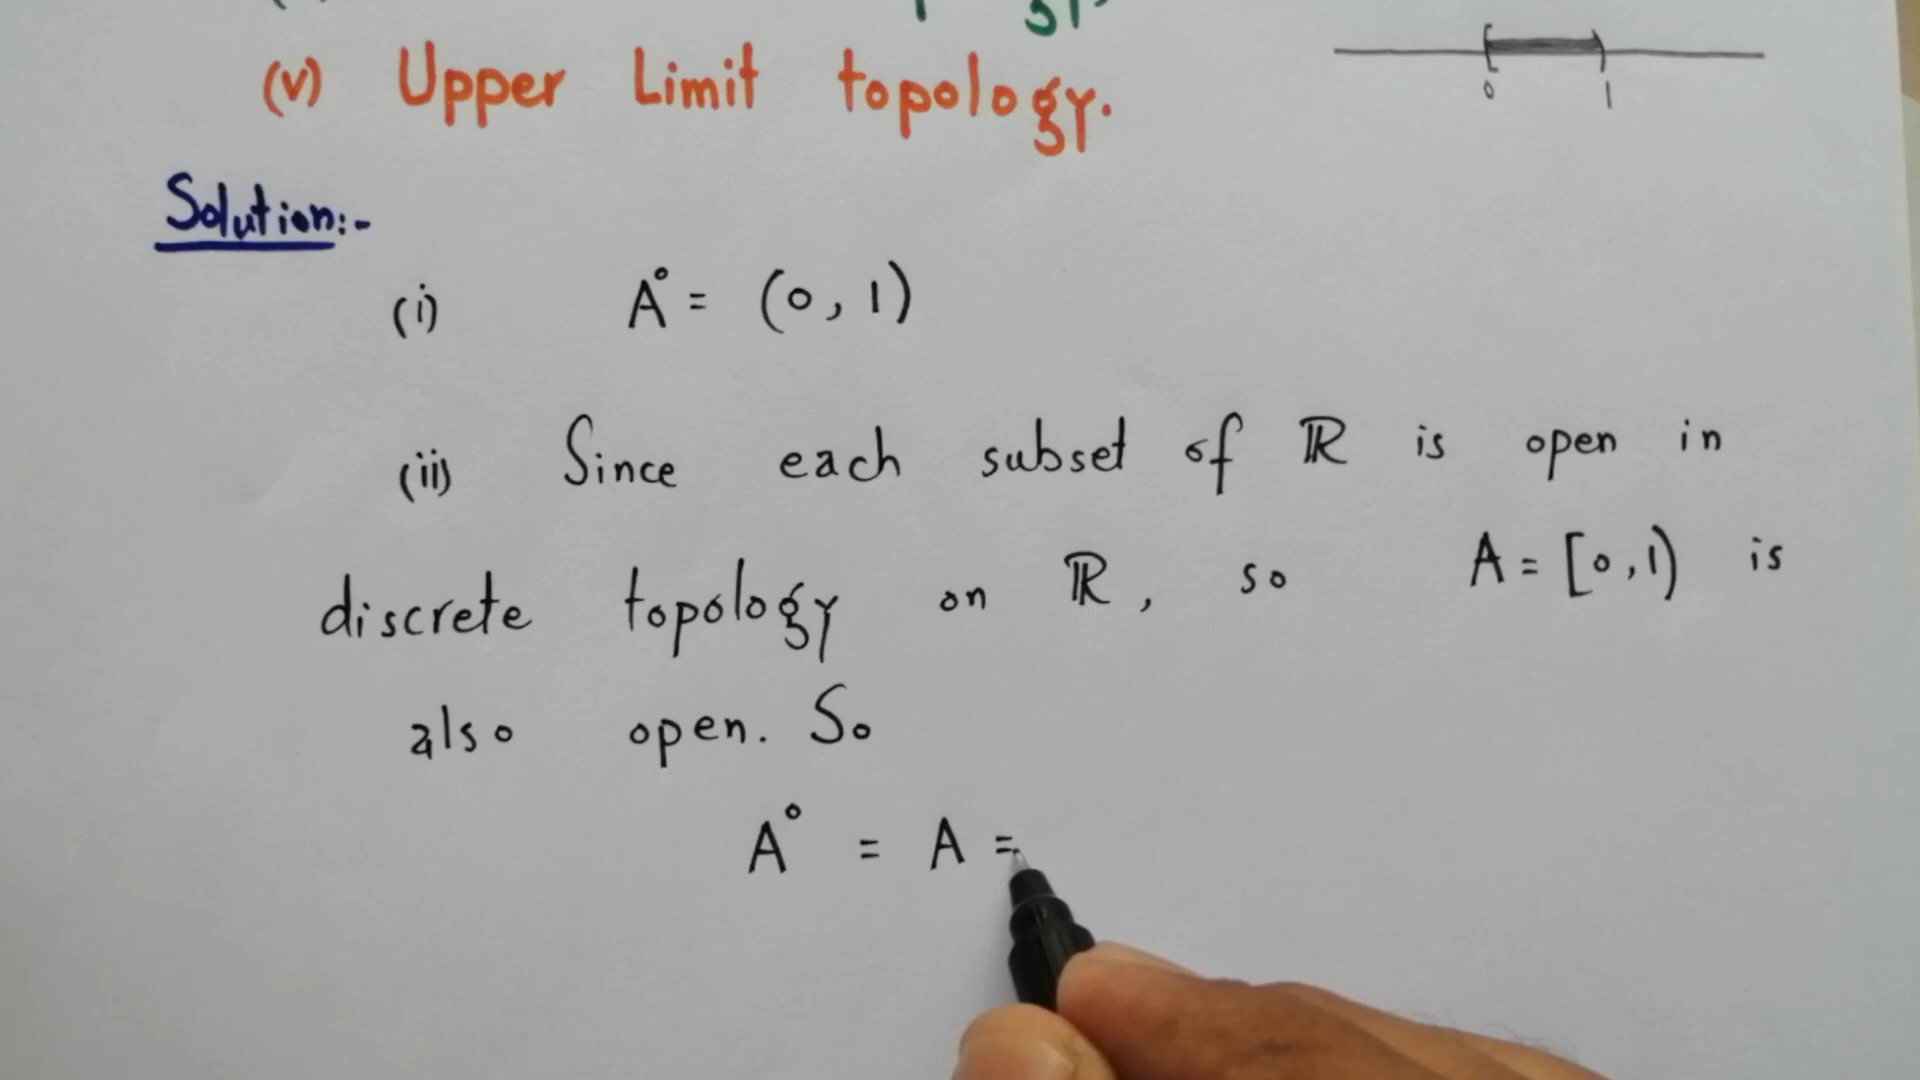 (v) Upper Limit topology.
0 1
Solution:-
(i) A° = (0, 1)
(ii) Since each subset of ℝ is open in
discrete topology on ℝ, so A = [0, 1) is
also open. So
A° = A =